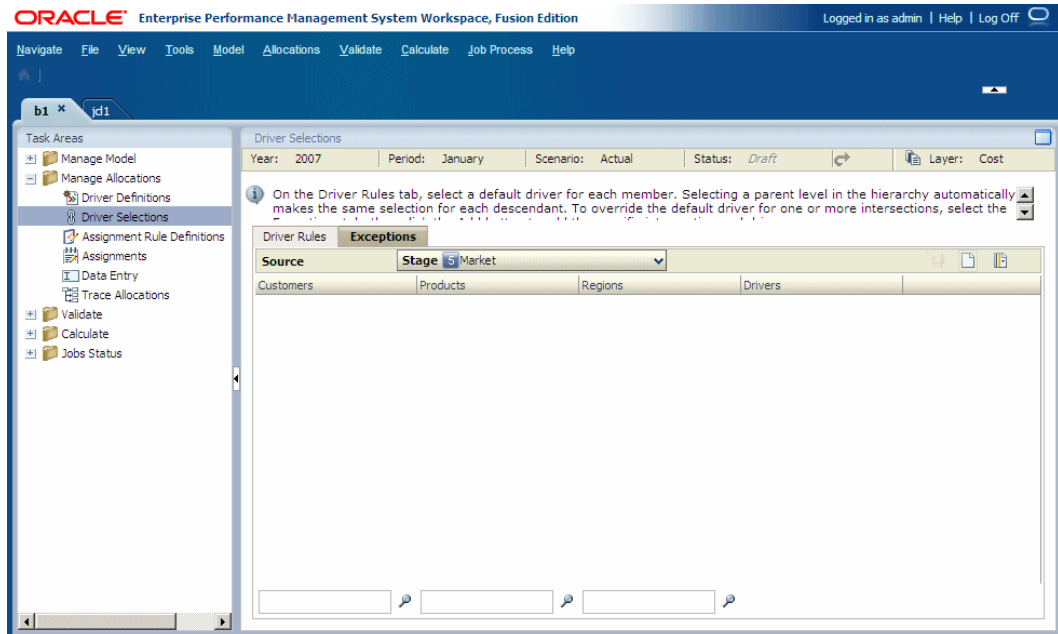 ORACLE Enterprise Performance Management System Workspace, Fusion Edition Logged in as admin | Help | Log Off
Navigate File View Tools Model Allocations Validate Calculate Job Process Help
b1 jd1
Task Areas
Manage Model
Manage Allocations
Driver Definitions
Driver Selections
Assignment Rule Definitions
Assignments
Data Entry
Trace Allocations
Validate
Calculate
Jobs Status
Driver Selections
Year: 2007 Period: January Scenario: Actual Status: Draft Layer: Cost
On the Driver Rules tab, select a default driver for each member. Selecting a parent level in the hierarchy automatically
makes the same selection for each descendant. To override the default driver for one or more intersections, select the
Driver Rules Exceptions
Source Stage 5 Market
Customers Products Regions Drivers